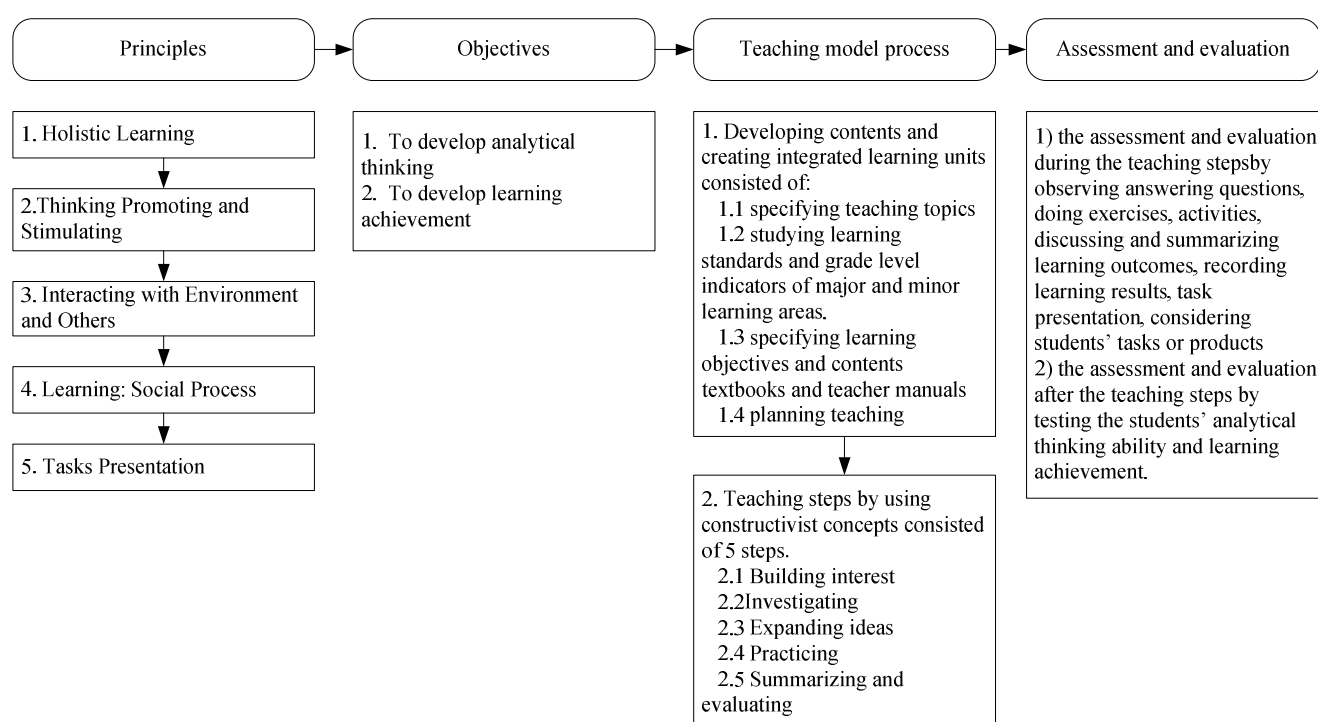 Principles
Objectives
Teaching model process
Assessment and evaluation
1. Holistic Learning
2.Thinking Promoting and
Stimulating
3. Interacting with Environment
and Others
4. Learning: Social Process
5. Tasks Presentation
1.  To develop analytical
thinking
2.  To develop learning
achievement
1. Developing contents and
creating integrated learning units
consisted of:
1.1 specifying teaching topics
1.2 studying learning
standards and grade level
indicators of major and minor
learning areas.
1.3 specifying learning
objectives and contents
textbooks and teacher manuals
1.4 planning teaching
2. Teaching steps by using
constructivist concepts consisted
of 5 steps.
2.1 Building interest
2.2Investigating
2.3 Expanding ideas
2.4 Practicing
2.5 Summarizing and
evaluating
1) the assessment and evaluation
during the teaching stepsby
observing answering questions,
doing exercises, activities,
discussing and summarizing
learning outcomes, recording
learning results, task
presentation, considering
students’ tasks or products
2) the assessment and evaluation
after the teaching steps by
testing the students’ analytical
thinking ability and learning
achievement.